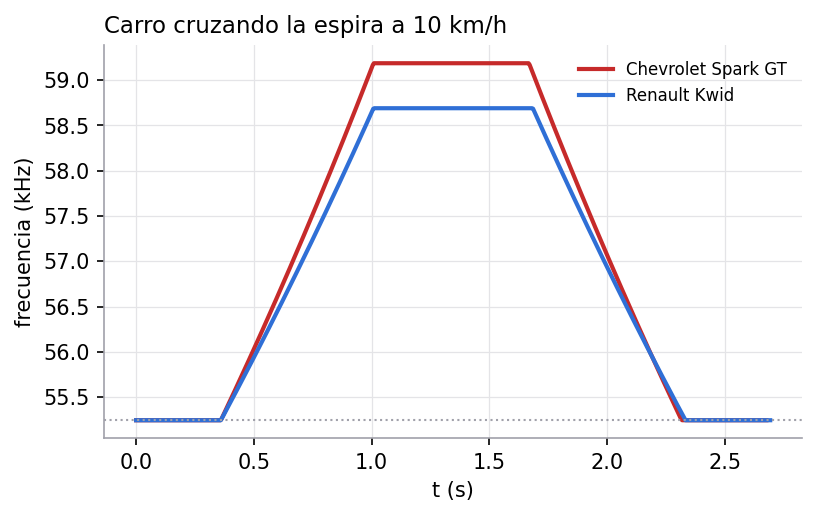 Carro cruzando la espira a 10 km/h
Chevrolet Spark GT
Renault Kwid
frecuencia (kHz)
59.0
58.5
58.0
57.5
57.0
56.5
56.0
55.5
0.0 0.5 1.0 1.5 2.0 2.5
t (s)